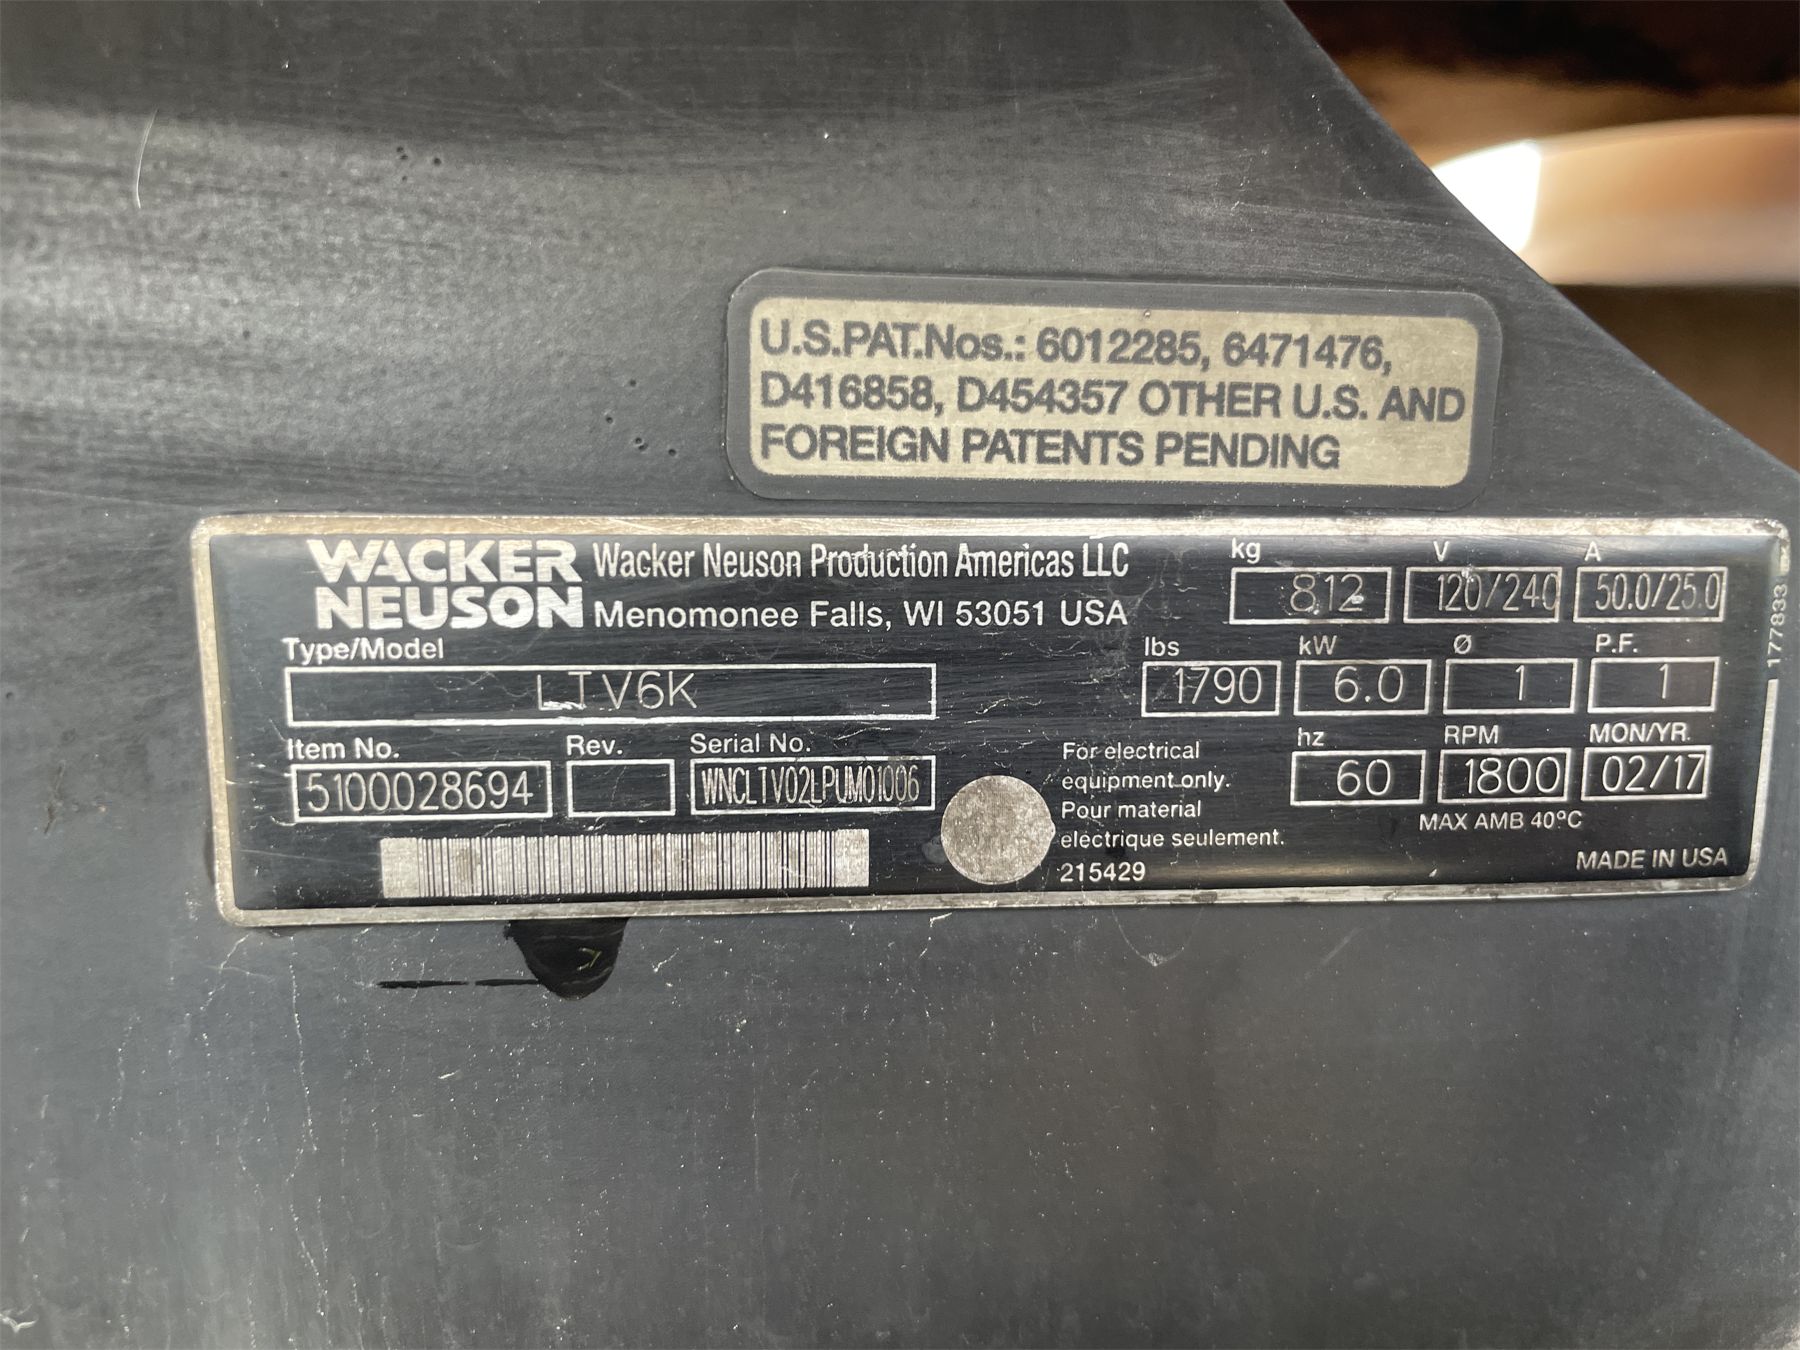 U.S.PAT.Nos.: 6012285, 6471476,
D416858, D454357 OTHER U.S. AND
FOREIGN PATENTS PENDING
WACKER NEUSON
Wacker Neuson Production Americas LLC
Menomonee Falls, WI 53051 USA
kg 812
V 120/240
A 50.0/25.0
Type/Model
LTV6K
lbs 1790
kW 6.0
Ø 1
P.F. 1
Item No. 5100028694
Rev.
Serial No. WNCLTV02LPUM01006
For electrical
equipment only.
Pour material
electrique seulement.
215429
hz 60
RPM 1800
MON/YR. 02/17
MAX AMB 40°C
MADE IN USA
177833